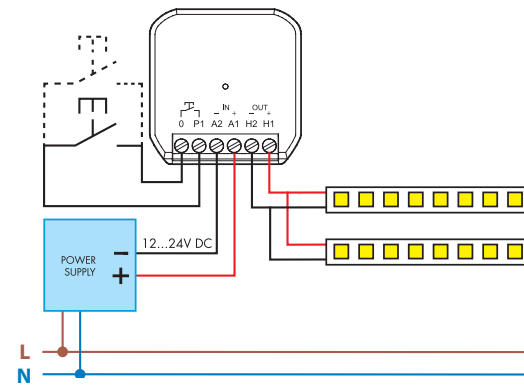 IN OUT
− + − +
0 P1 A2 A1 H2 H1
12...24V DC
POWER
SUPPLY
−
+
L
N